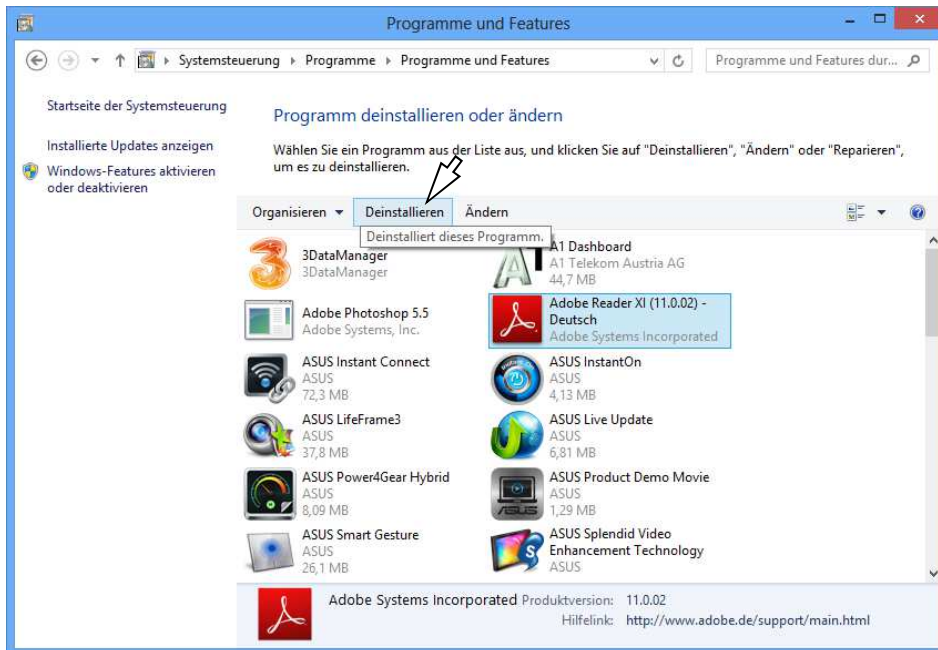 Programme und Features
Systemsteuerung Programme Programme und Features
Programme und Features dur...
Startseite der Systemsteuerung
Installierte Updates anzeigen
Windows-Features aktivieren
oder deaktivieren
Programm deinstallieren oder ändern
Wählen Sie ein Programm aus der Liste aus, und klicken Sie auf "Deinstallieren", "Ändern" oder "Reparieren",
um es zu deinstallieren.
Organisieren Deinstallieren Ändern
Deinstalliert dieses Programm.
3DataManager
3DataManager
A1 Dashboard
A1 Telekom Austria AG
44,7 MB
Adobe Photoshop 5.5
Adobe Systems, Inc.
Adobe Reader XI (11.0.02) -
Deutsch
Adobe Systems Incorporated
ASUS Instant Connect
ASUS
72,3 MB
ASUS InstantOn
ASUS
4,13 MB
ASUS LifeFrame3
ASUS
37,8 MB
ASUS Live Update
ASUS
6,81 MB
ASUS Power4Gear Hybrid
ASUS
8,09 MB
ASUS Product Demo Movie
ASUS
1,29 MB
ASUS Smart Gesture
ASUS
26,1 MB
ASUS Splendid Video
Enhancement Technology
ASUS
Adobe Systems Incorporated Produktversion: 11.0.02
Hilfelink: http://www.adobe.de/support/main.html